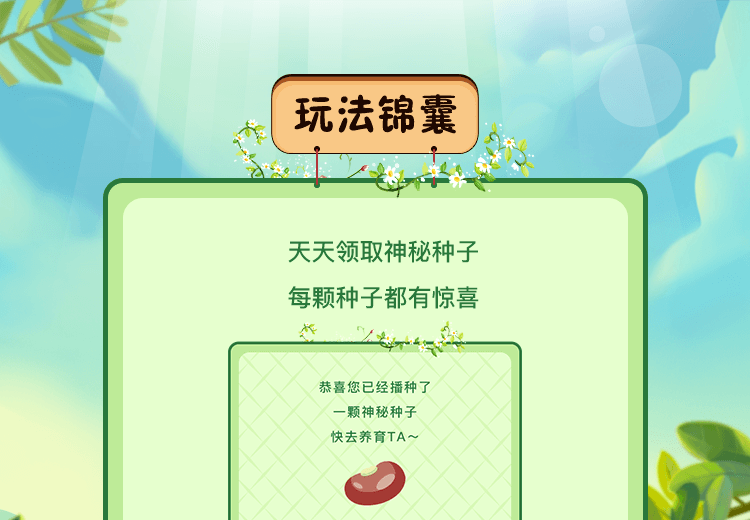 玩法锦囊
天天领取神秘种子
每颗种子都有惊喜
恭喜您已经播种了
一颗神秘种子
快去养育TA～